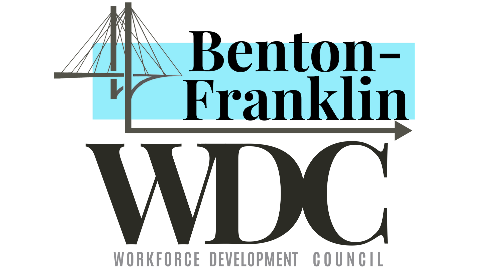 Benton-
Franklin
WDC
WORKFORCE DEVELOPMENT COUNCIL